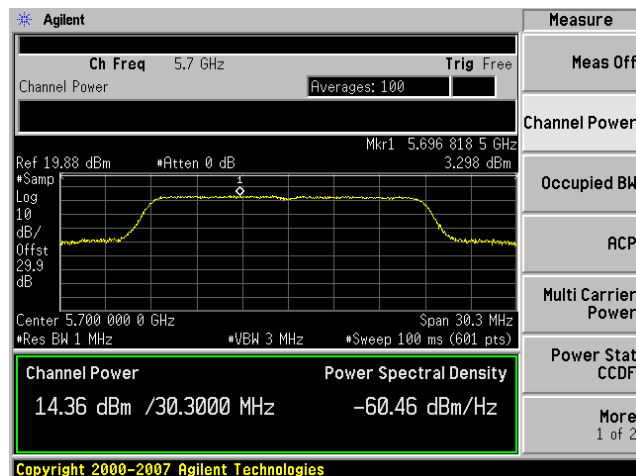 Agilent
Measure
Ch Freq 5.7 GHz Trig Free
Channel Power Averages: 100
Mkr1 5.696 818 5 GHz
Ref 19.88 dBm #Atten 0 dB 3.298 dBm
#Samp
Log
10
dB/
Offst
29.9
dB
1
Center 5.700 000 0 GHz Span 30.3 MHz
#Res BW 1 MHz #VBW 3 MHz #Sweep 100 ms (601 pts)
Channel Power Power Spectral Density
14.36 dBm /30.3000 MHz -60.46 dBm/Hz
Copyright 2000-2007 Agilent Technologies
Meas Off
Channel Power
Occupied BW
ACP
Multi Carrier
Power
Power Stat
CCDF
More
1 of 2